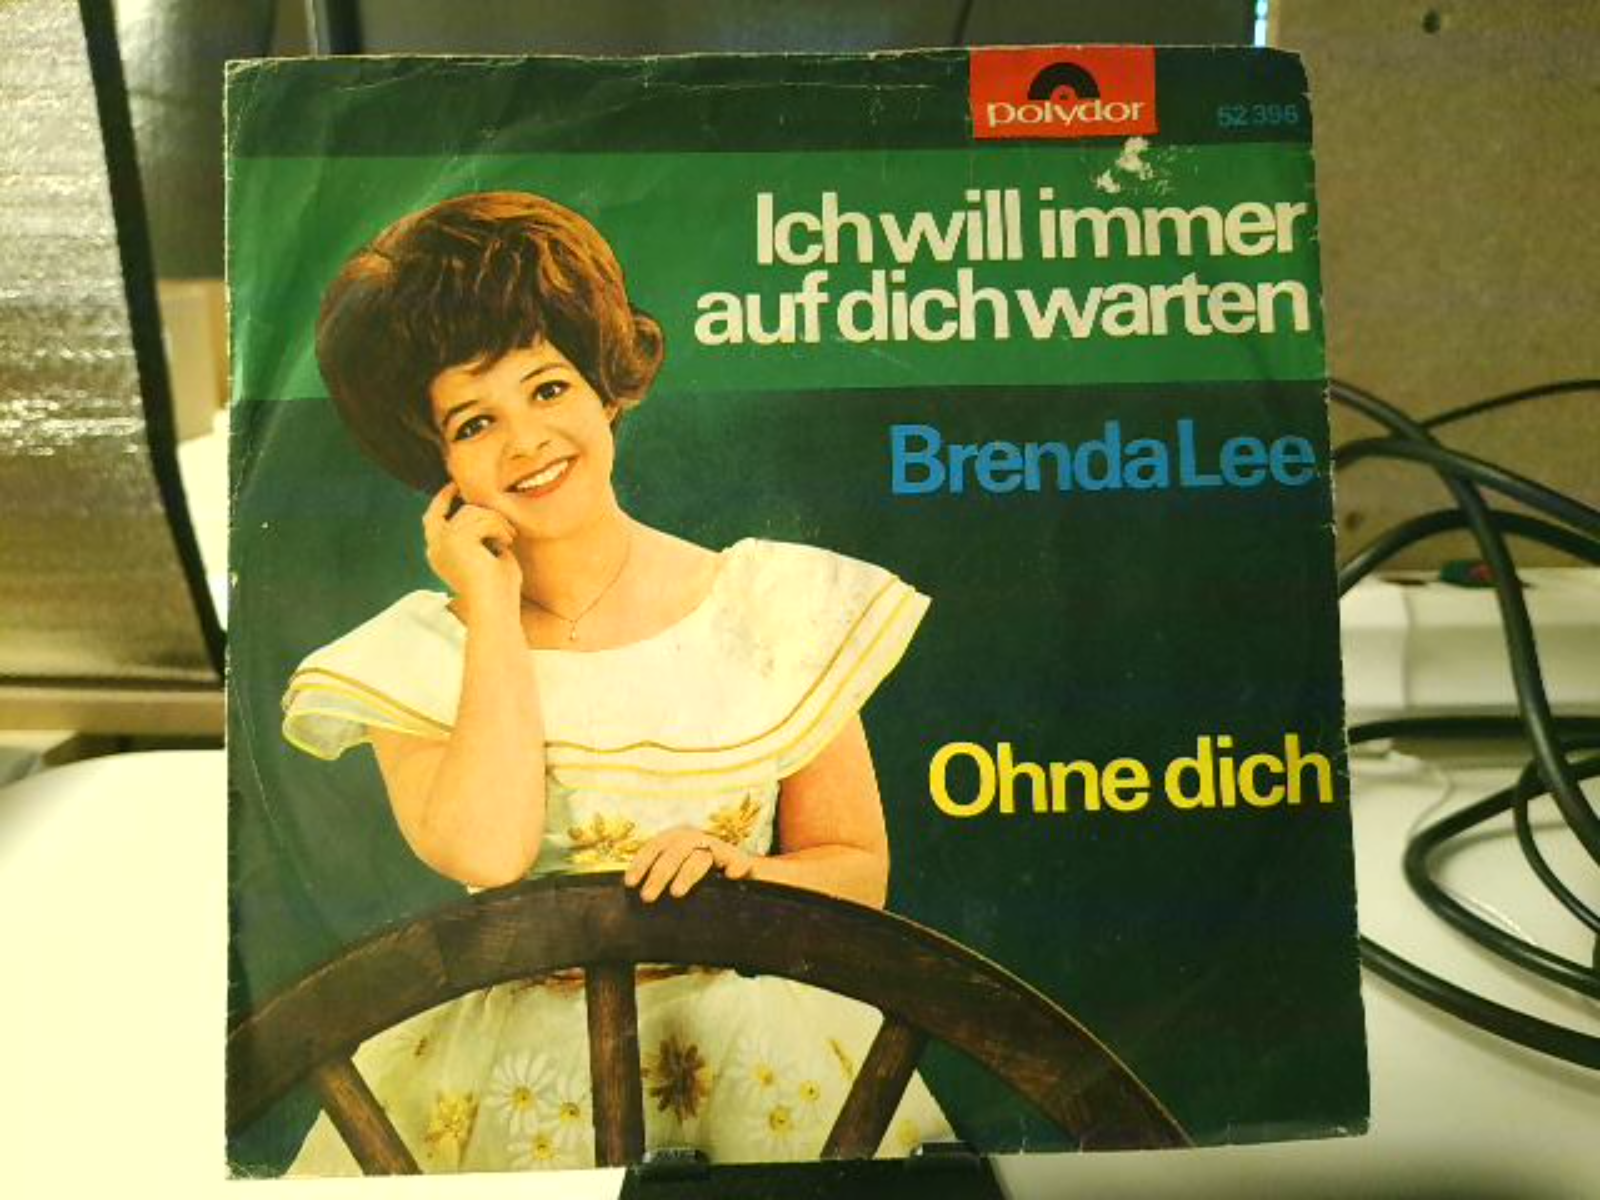 polydor
52 396
Ich will immer
auf dich warten
Brenda Lee
Ohne dich